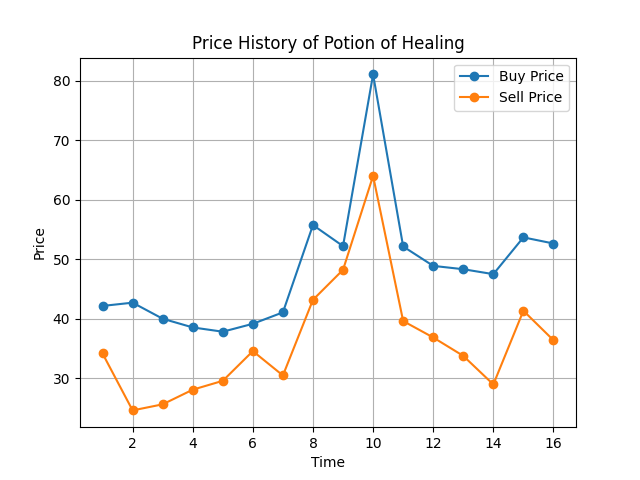 Price History of Potion of Healing
Buy Price
Sell Price
80
70
60
50
40
30
Price
2 4 6 8 10 12 14 16
Time